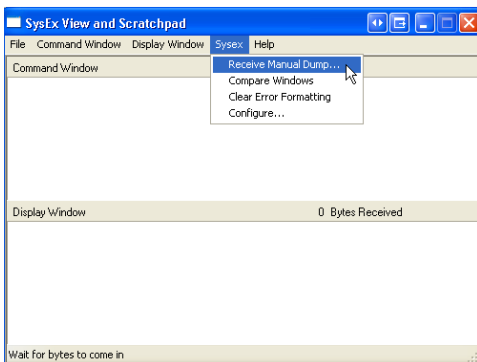 SysEx View and Scratchpad
File Command Window Display Window Sysex Help
Command Window
Receive Manual Dump...
Compare Windows
Clear Error Formatting
Configure...
Display Window 0 Bytes Received
Wait for bytes to come in